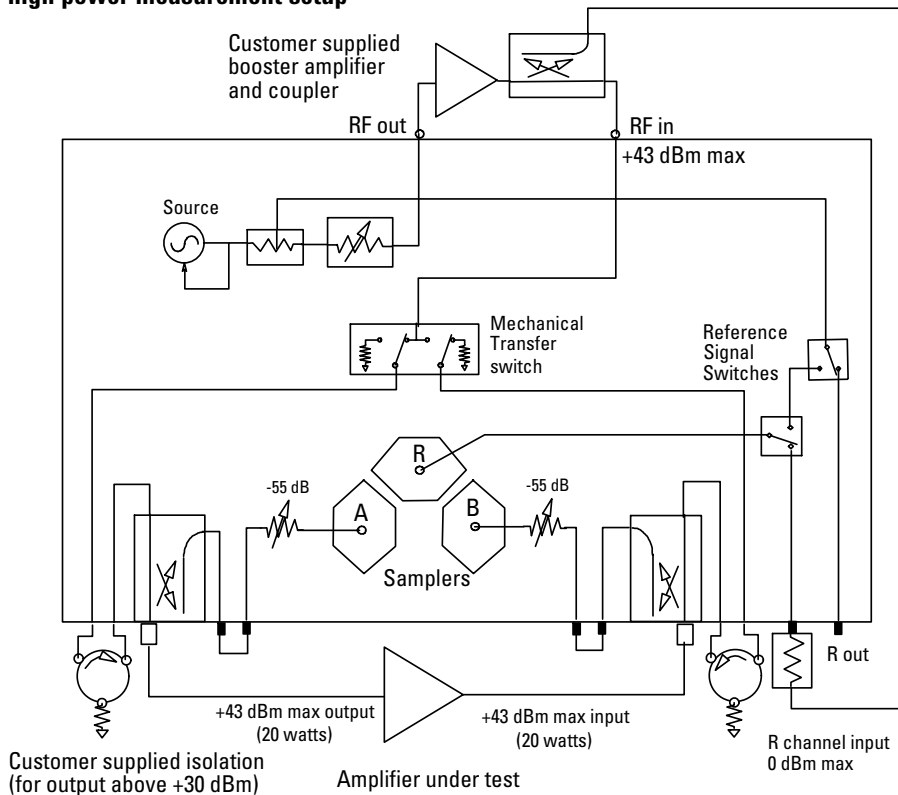 high power measurement setup
Customer supplied
booster amplifier
and coupler
RF out
RF in
+43 dBm max
Source
Mechanical
Transfer
switch
Reference
Signal
Switches
R
-55 dB
-55 dB
A
B
Samplers
R out
+43 dBm max output
(20 watts)
+43 dBm max input
(20 watts)
R channel input
0 dBm max
Customer supplied isolation
(for output above +30 dBm)
Amplifier under test